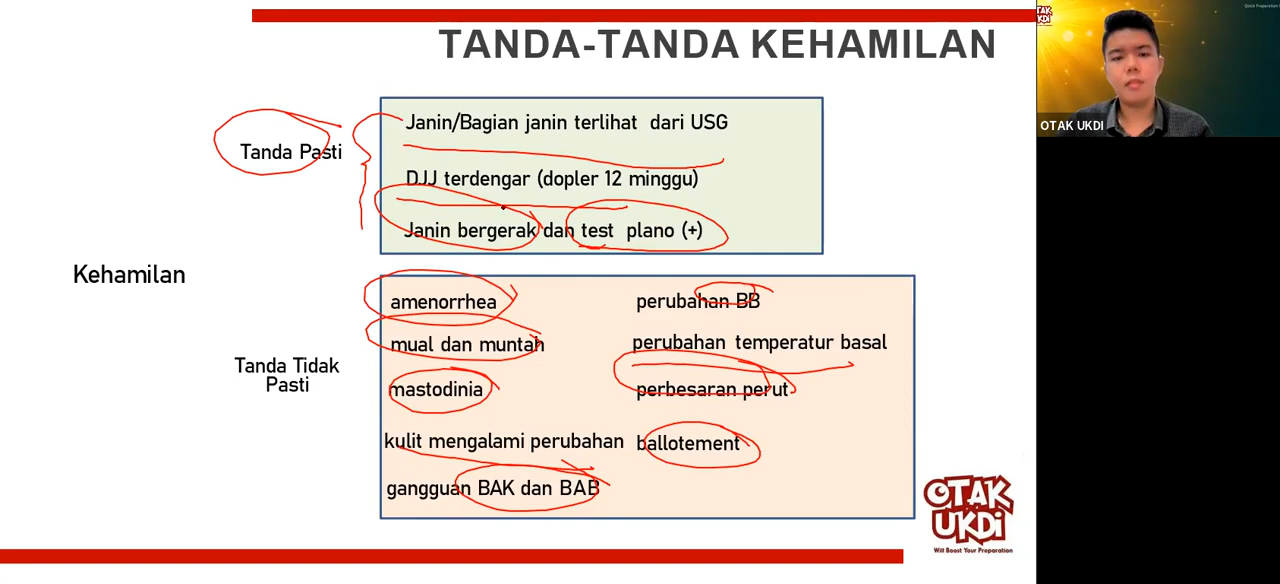 TANDA-TANDA KEHAMILAN
Tanda Pasti
Janin/Bagian janin terlihat dari USG
DJJ terdengar (dopler 12 minggu)
Janin bergerak dan test plano (+)
Kehamilan
Tanda Tidak
Pasti
amenorrhea
mual dan muntah
mastodinia
kulit mengalami perubahan
gangguan BAK dan BAB
perubahan BB
perubahan temperatur basal
perbesaran perut
ballotement
OTAK
UKDI
Will Boost Your Preparation
TAK
KDI
OTAK UKDI